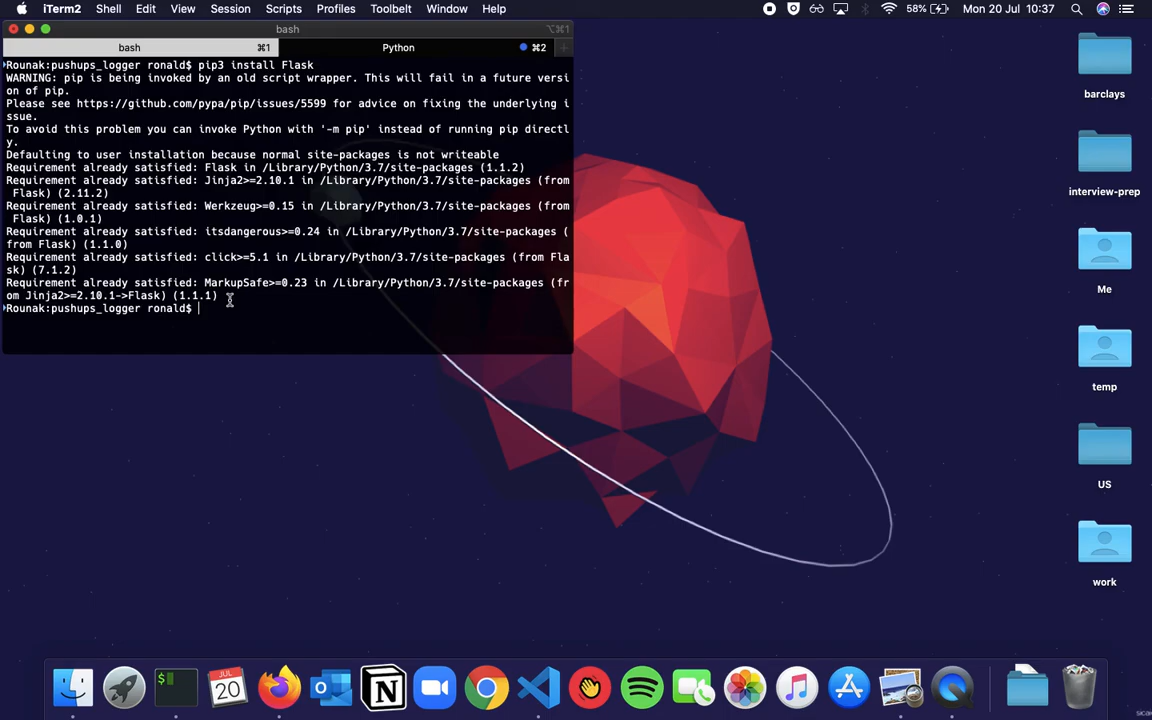 iTerm2 Shell Edit View Session Scripts Profiles Toolbelt Window Help 58% Mon 20 Jul 10:37
bash ⌥⌘1
bash ⌘1 Python ⌘2 +
Rounak:pushups_logger ronald$ pip3 install Flask
WARNING: pip is being invoked by an old script wrapper. This will fail in a future versi
on of pip.
Please see https://github.com/pypa/pip/issues/5599 for advice on fixing the underlying i
ssue.
To avoid this problem you can invoke Python with '-m pip' instead of running pip directl
y.
Defaulting to user installation because normal site-packages is not writeable
Requirement already satisfied: Flask in /Library/Python/3.7/site-packages (1.1.2)
Requirement already satisfied: Jinja2>=2.10.1 in /Library/Python/3.7/site-packages (from
 Flask) (2.11.2)
Requirement already satisfied: Werkzeug>=0.15 in /Library/Python/3.7/site-packages (from
 Flask) (1.0.1)
Requirement already satisfied: itsdangerous>=0.24 in /Library/Python/3.7/site-packages (
from Flask) (1.1.0)
Requirement already satisfied: click>=5.1 in /Library/Python/3.7/site-packages (from Fla
sk) (7.1.2)
Requirement already satisfied: MarkupSafe>=0.23 in /Library/Python/3.7/site-packages (fr
om Jinja2>=2.10.1->Flask) (1.1.1)
Rounak:pushups_logger ronald$
barclays
interview-prep
Me
temp
US
work
$
JUL
20